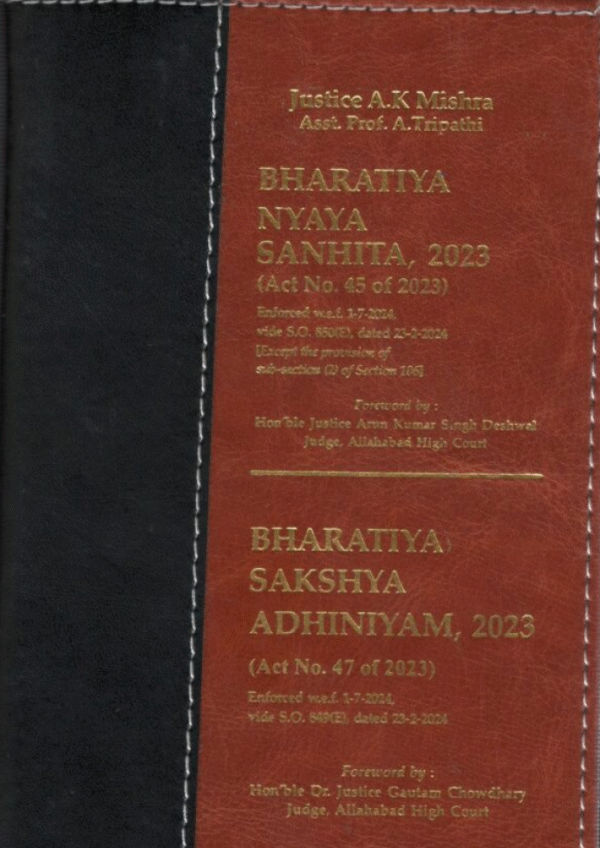 Justice A.K Mishra
Asst. Prof. A.Tripathi
BHARATIYA
NYAYA
SANHITA, 2023
(Act No. 45 of 2023)
Enforced w.e.f. 1-7-2024,
vide S.O. 850(E), dated 23-2-2024
[Except the provision of
sub-section (2) of Section 106]
Foreword by :
Hon'ble Justice Arun Kumar Singh Deshwal
Judge, Allahabad High Court
BHARATIYA
SAKSHYA
ADHINIYAM, 2023
(Act No. 47 of 2023)
Enforced w.e.f. 1-7-2024,
vide S.O. 849(E), dated 23-2-2024
Foreword by :
Hon'ble Dr. Justice Gautam Chowdhary
Judge, Allahabad High Court